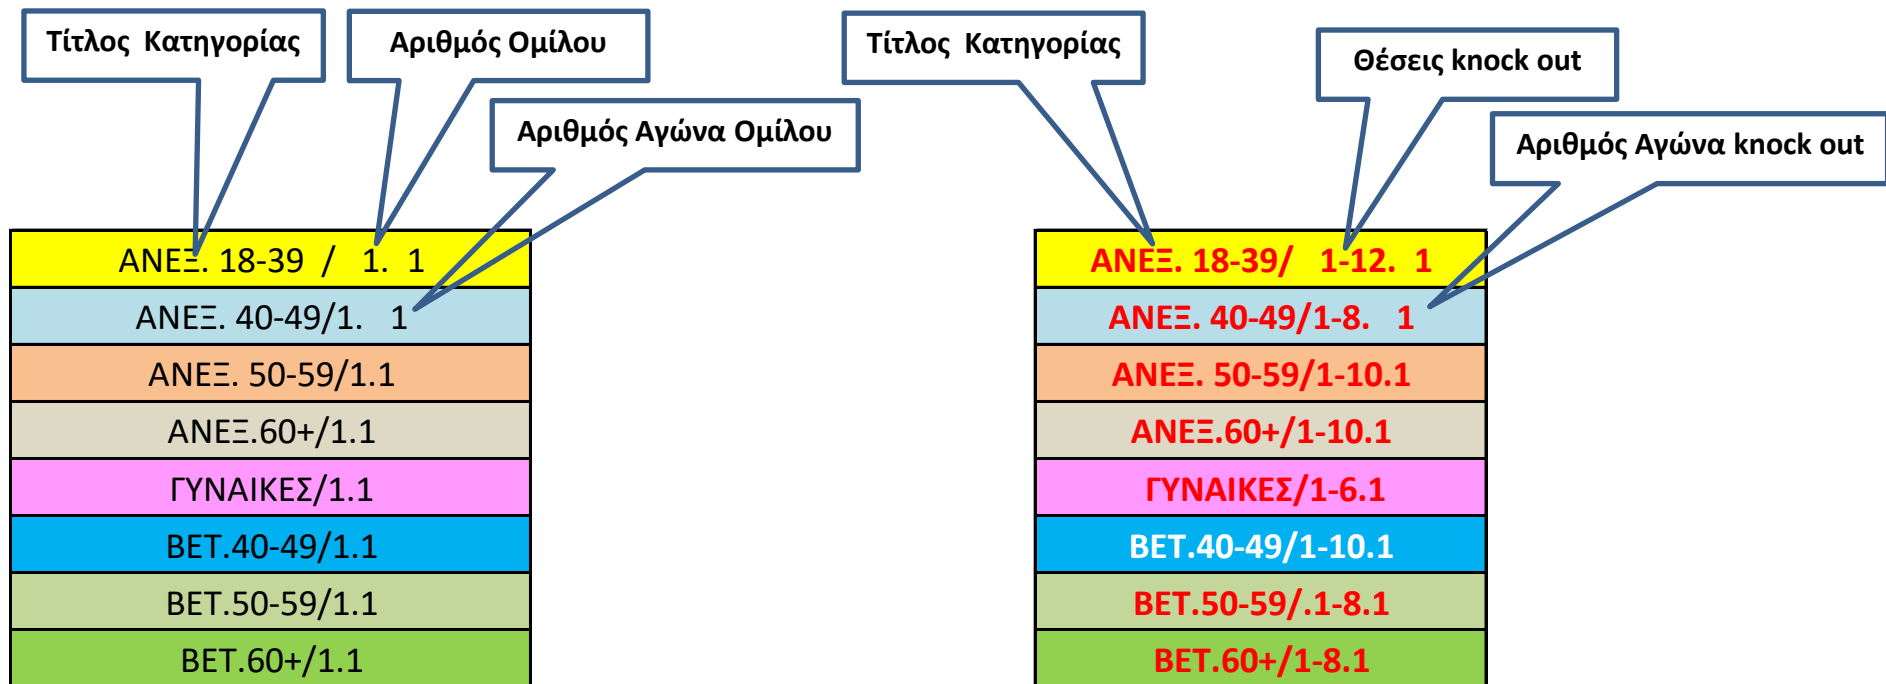 Τίτλος Κατηγορίας
Αριθμός Ομίλου
Αριθμός Αγώνα Ομίλου
ΑΝΕΞ. 18-39 / 1. 1
ΑΝΕΞ. 40-49/1. 1
ΑΝΕΞ. 50-59/1.1
ΑΝΕΞ.60+/1.1
ΓΥΝΑΙΚΕΣ/1.1
ΒΕΤ.40-49/1.1
ΒΕΤ.50-59/1.1
ΒΕΤ.60+/1.1
Τίτλος Κατηγορίας
Θέσεις knock out
Αριθμός Αγώνα knock out
ΑΝΕΞ. 18-39/ 1-12. 1
ΑΝΕΞ. 40-49/1-8. 1
ΑΝΕΞ. 50-59/1-10.1
ΑΝΕΞ.60+/1-10.1
ΓΥΝΑΙΚΕΣ/1-6.1
ΒΕΤ.40-49/1-10.1
ΒΕΤ.50-59/.1-8.1
ΒΕΤ.60+/1-8.1